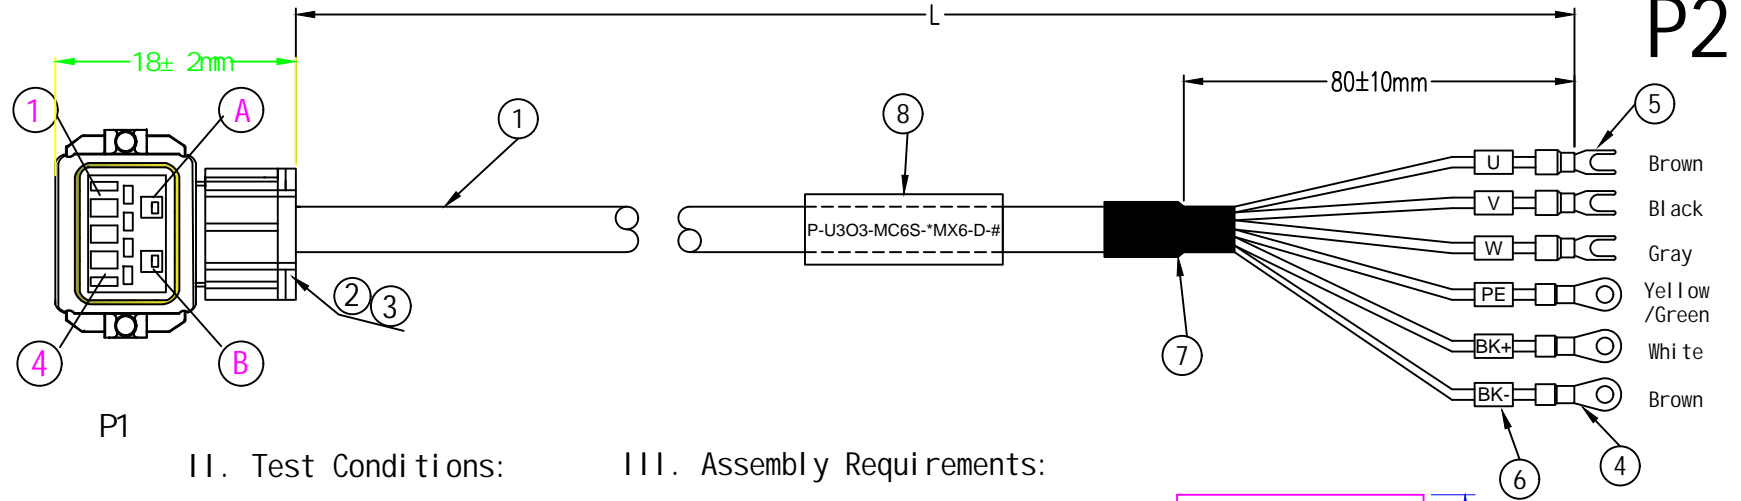 L
P2
18± 2mm
80±10mm
1
A
1
8
5
U
Brown
V
Black
P-U3O3-MC6S-*MX6-D-#
W
Gray
PE
Yellow
/Green
2
3
BK+
White
4
B
7
BK-
Brown
P1
6
4
II. Test Conditions:
III. Assembly Requirements: